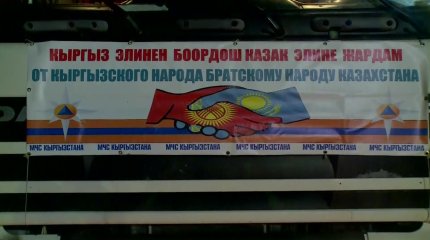 КЫРГЫЗ ЭЛИНЕН БООРДОШ КАЗАК ЭЛИНЕ ЖАРДАМ
ОТ КЫРГЫЗСКОГО НАРОДА БРАТСКОМУ НАРОДУ КАЗАХСТАНА
МЧС КЫРГЫЗСТАНА МЧС КЫРГЫЗСТАНА МЧС КЫРГЫЗСТАНА МЧС КЫРГЫЗСТАНА МЧС КЫРГЫЗСТАНА МЧС КЫРГЫЗСТАНА